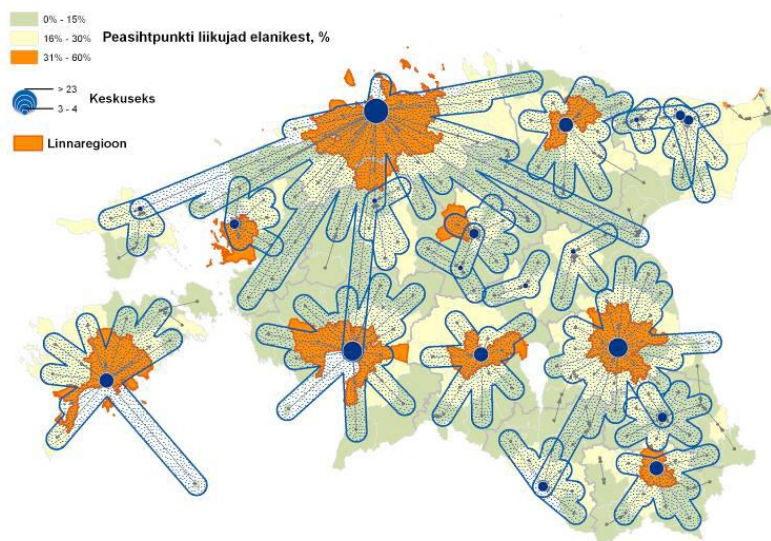 0% - 15%
16% - 30%
31% - 60%
Peasihtpunkti liikujad elanikest, %
> 23
3 - 4
Keskuseks
Linnaregioon